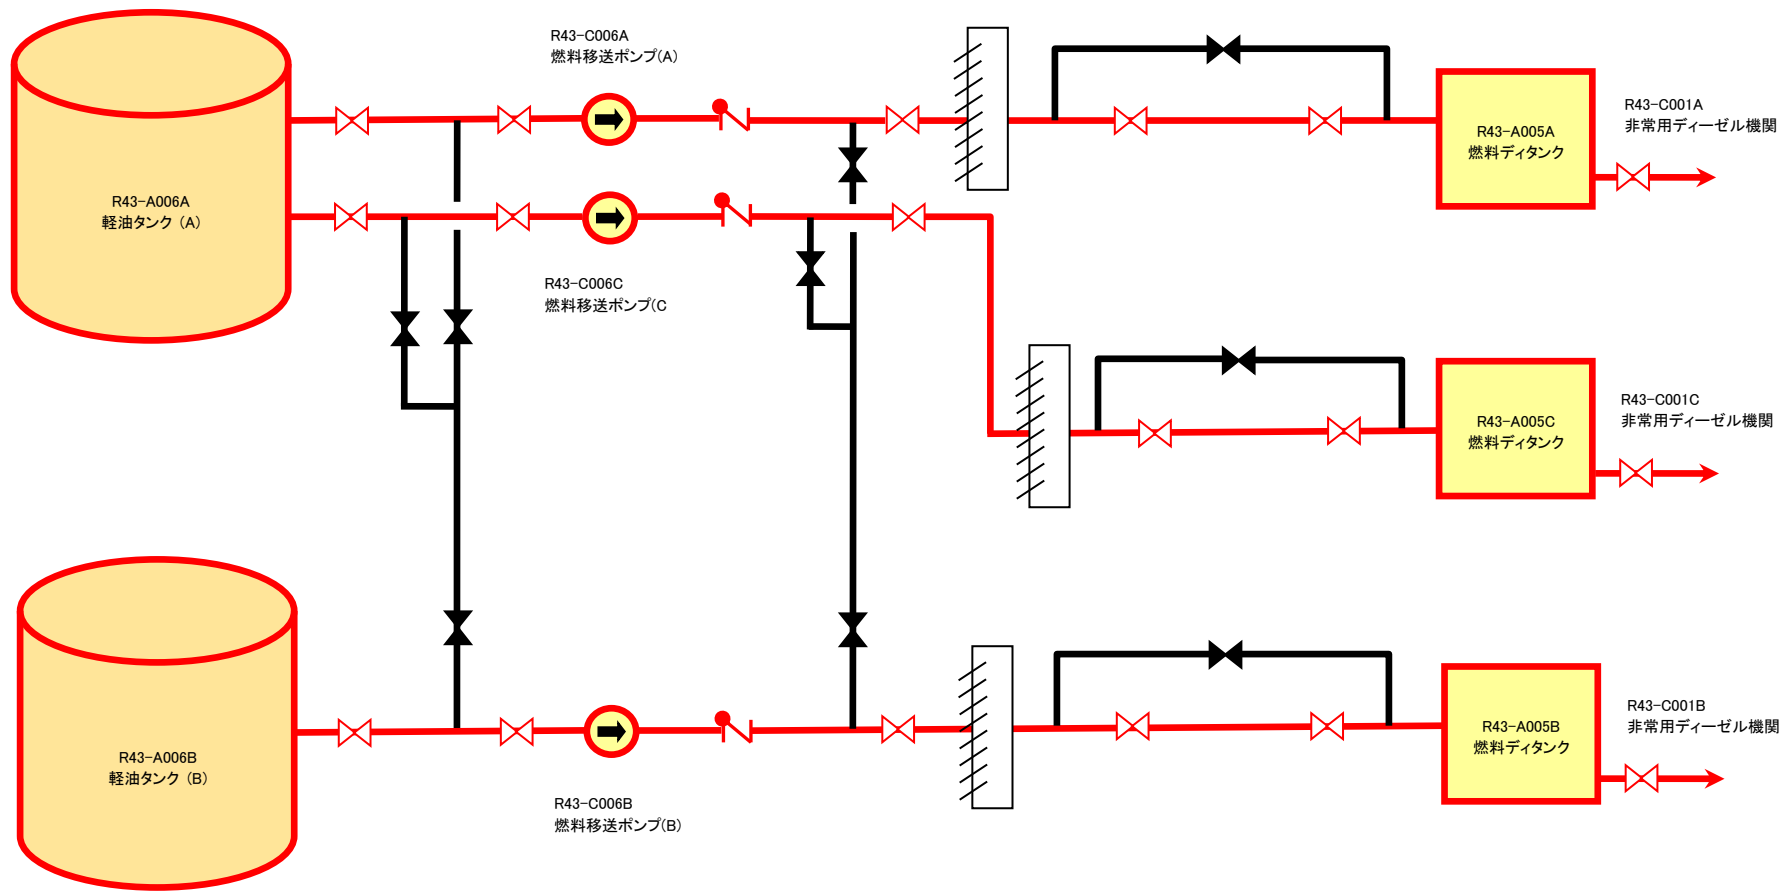 R43-C006A
燃料移送ポンプ(A)
R43-A006A
軽油タンク (A)
R43-C006C
燃料移送ポンプ(C
R43-A005A
燃料ディタンク
R43-C001A
非常用ディーゼル機関
R43-A005C
燃料ディタンク
R43-C001C
非常用ディーゼル機関
R43-A006B
軽油タンク (B)
R43-C006B
燃料移送ポンプ(B)
R43-A005B
燃料ディタンク
R43-C001B
非常用ディーゼル機関